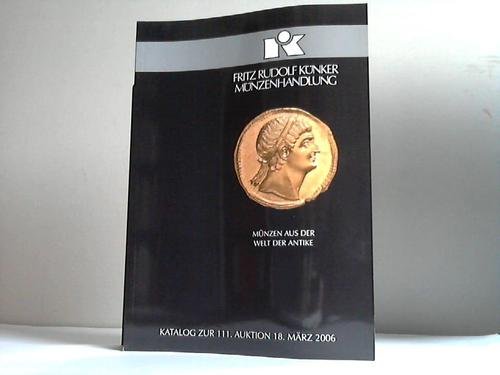 FRITZ RUDOLF KÜNKER
MÜNZENHANDLUNG
MÜNZEN AUS DER
WELT DER ANTIKE
KATALOG ZUR 111. AUKTION 18. MÄRZ 2006